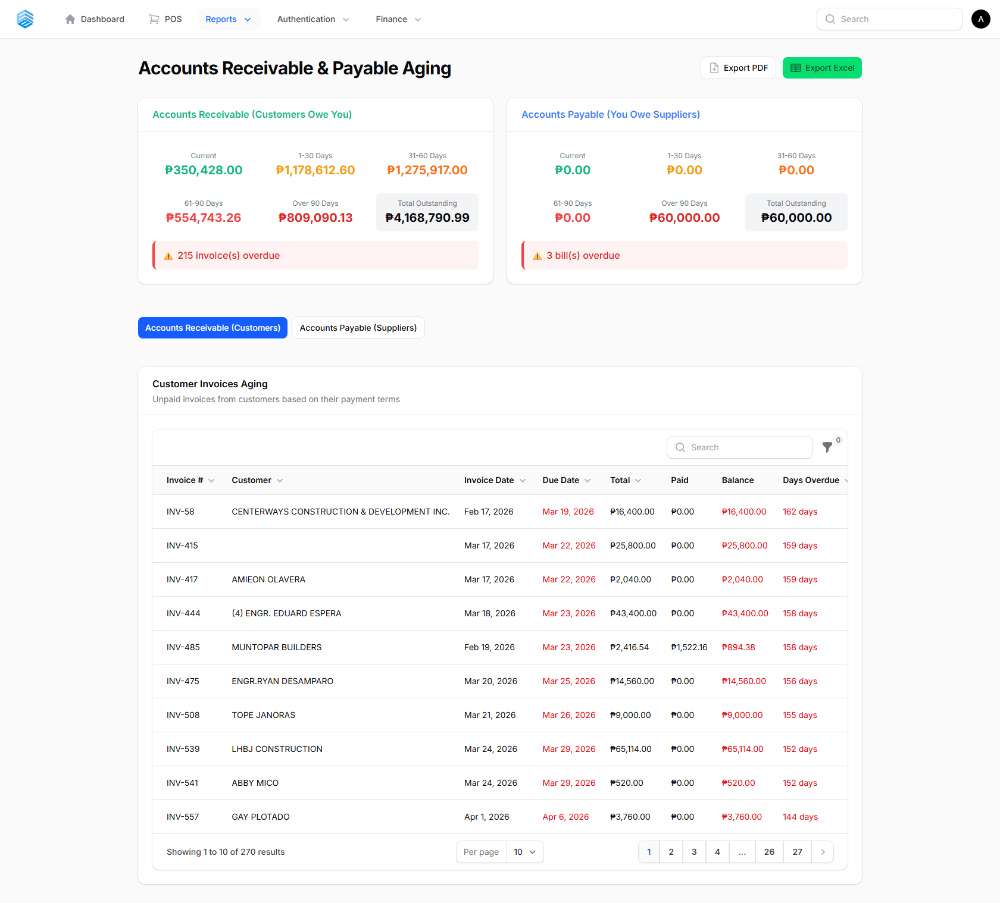 Dashboard POS Reports Authentication Finance Search A
Accounts Receivable & Payable Aging Export PDF Export Excel
Accounts Receivable (Customers Owe You)
Current 1-30 Days 31-60 Days
₱350,428.00 ₱1,178,612.60 ₱1,275,917.00
61-90 Days Over 90 Days Total Outstanding
₱554,743.26 ₱809,090.13 ₱4,168,790.99
215 invoice(s) overdue
Accounts Payable (You Owe Suppliers)
Current 1-30 Days 31-60 Days
₱0.00 ₱0.00 ₱0.00
61-90 Days Over 90 Days Total Outstanding
₱0.00 ₱60,000.00 ₱60,000.00
3 bill(s) overdue
Accounts Receivable (Customers) Accounts Payable (Suppliers)
Customer Invoices Aging
Unpaid invoices from customers based on their payment terms
Search 0
Invoice # Customer Invoice Date Due Date Total Paid Balance Days Overdue
INV-58 CENTERWAYS CONSTRUCTION & DEVELOPMENT INC. Feb 17, 2026 Mar 19, 2026 ₱16,400.00 ₱0.00 ₱16,400.00 162 days
INV-415 Mar 17, 2026 Mar 22, 2026 ₱25,800.00 ₱0.00 ₱25,800.00 159 days
INV-417 AMIEON OLAVERA Mar 17, 2026 Mar 22, 2026 ₱2,040.00 ₱0.00 ₱2,040.00 159 days
INV-444 (4) ENGR. EDUARD ESPERA Mar 18, 2026 Mar 23, 2026 ₱43,400.00 ₱0.00 ₱43,400.00 158 days
INV-485 MUNTOPAR BUILDERS Feb 19, 2026 Mar 23, 2026 ₱2,416.54 ₱1,522.16 ₱894.38 158 days
INV-475 ENGR.RYAN DESAMPARO Mar 20, 2026 Mar 25, 2026 ₱14,560.00 ₱0.00 ₱14,560.00 156 days
INV-508 TOPE JANORAS Mar 21, 2026 Mar 26, 2026 ₱9,000.00 ₱0.00 ₱9,000.00 155 days
INV-539 LHBJ CONSTRUCTION Mar 24, 2026 Mar 29, 2026 ₱65,114.00 ₱0.00 ₱65,114.00 152 days
INV-541 ABBY MICO Mar 24, 2026 Mar 29, 2026 ₱520.00 ₱0.00 ₱520.00 152 days
INV-557 GAY PLOTADO Apr 1, 2026 Apr 6, 2026 ₱3,760.00 ₱0.00 ₱3,760.00 144 days
Showing 1 to 10 of 270 results Per page 10 1 2 3 4 ... 26 27